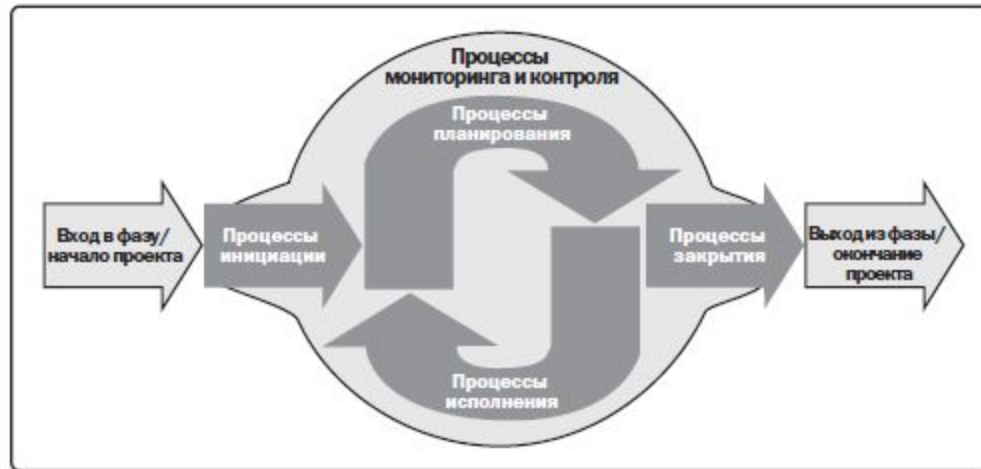 Процессы
мониторинга и контроля
Процессы
планирования
Вход в фазу/
начало проекта
Процессы
инициации
Процессы
закрытия
Выход из фазы/
окончание
проекта
Процессы
исполнения